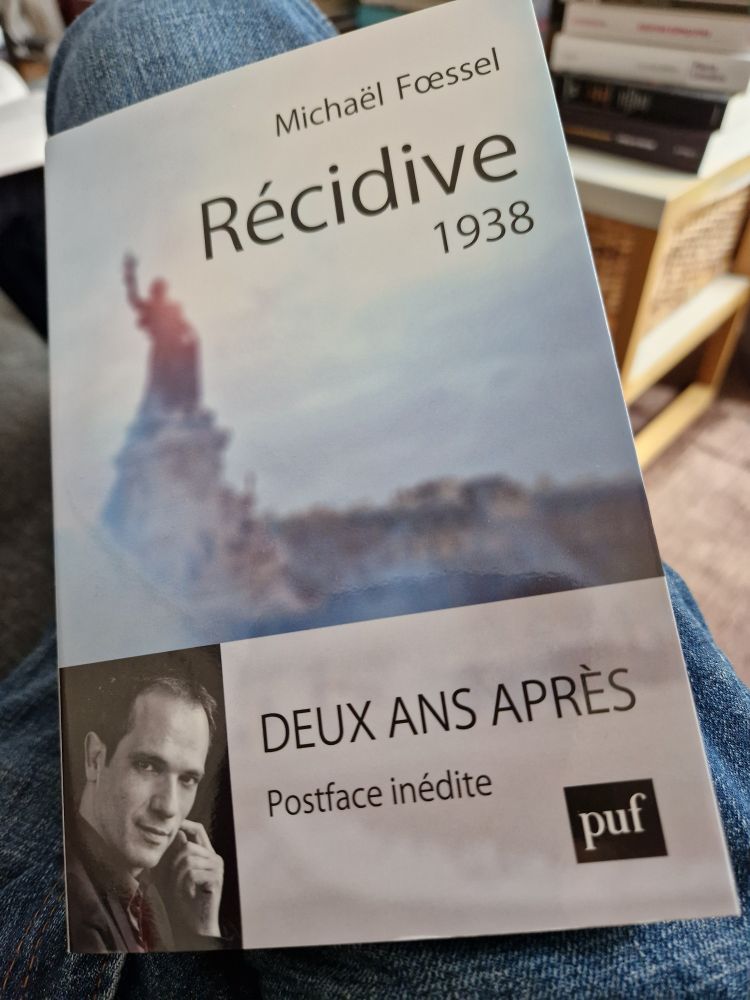 Michaël Fœssel
Récidive
1938
DEUX ANS APRÈS
Postface inédite
puf